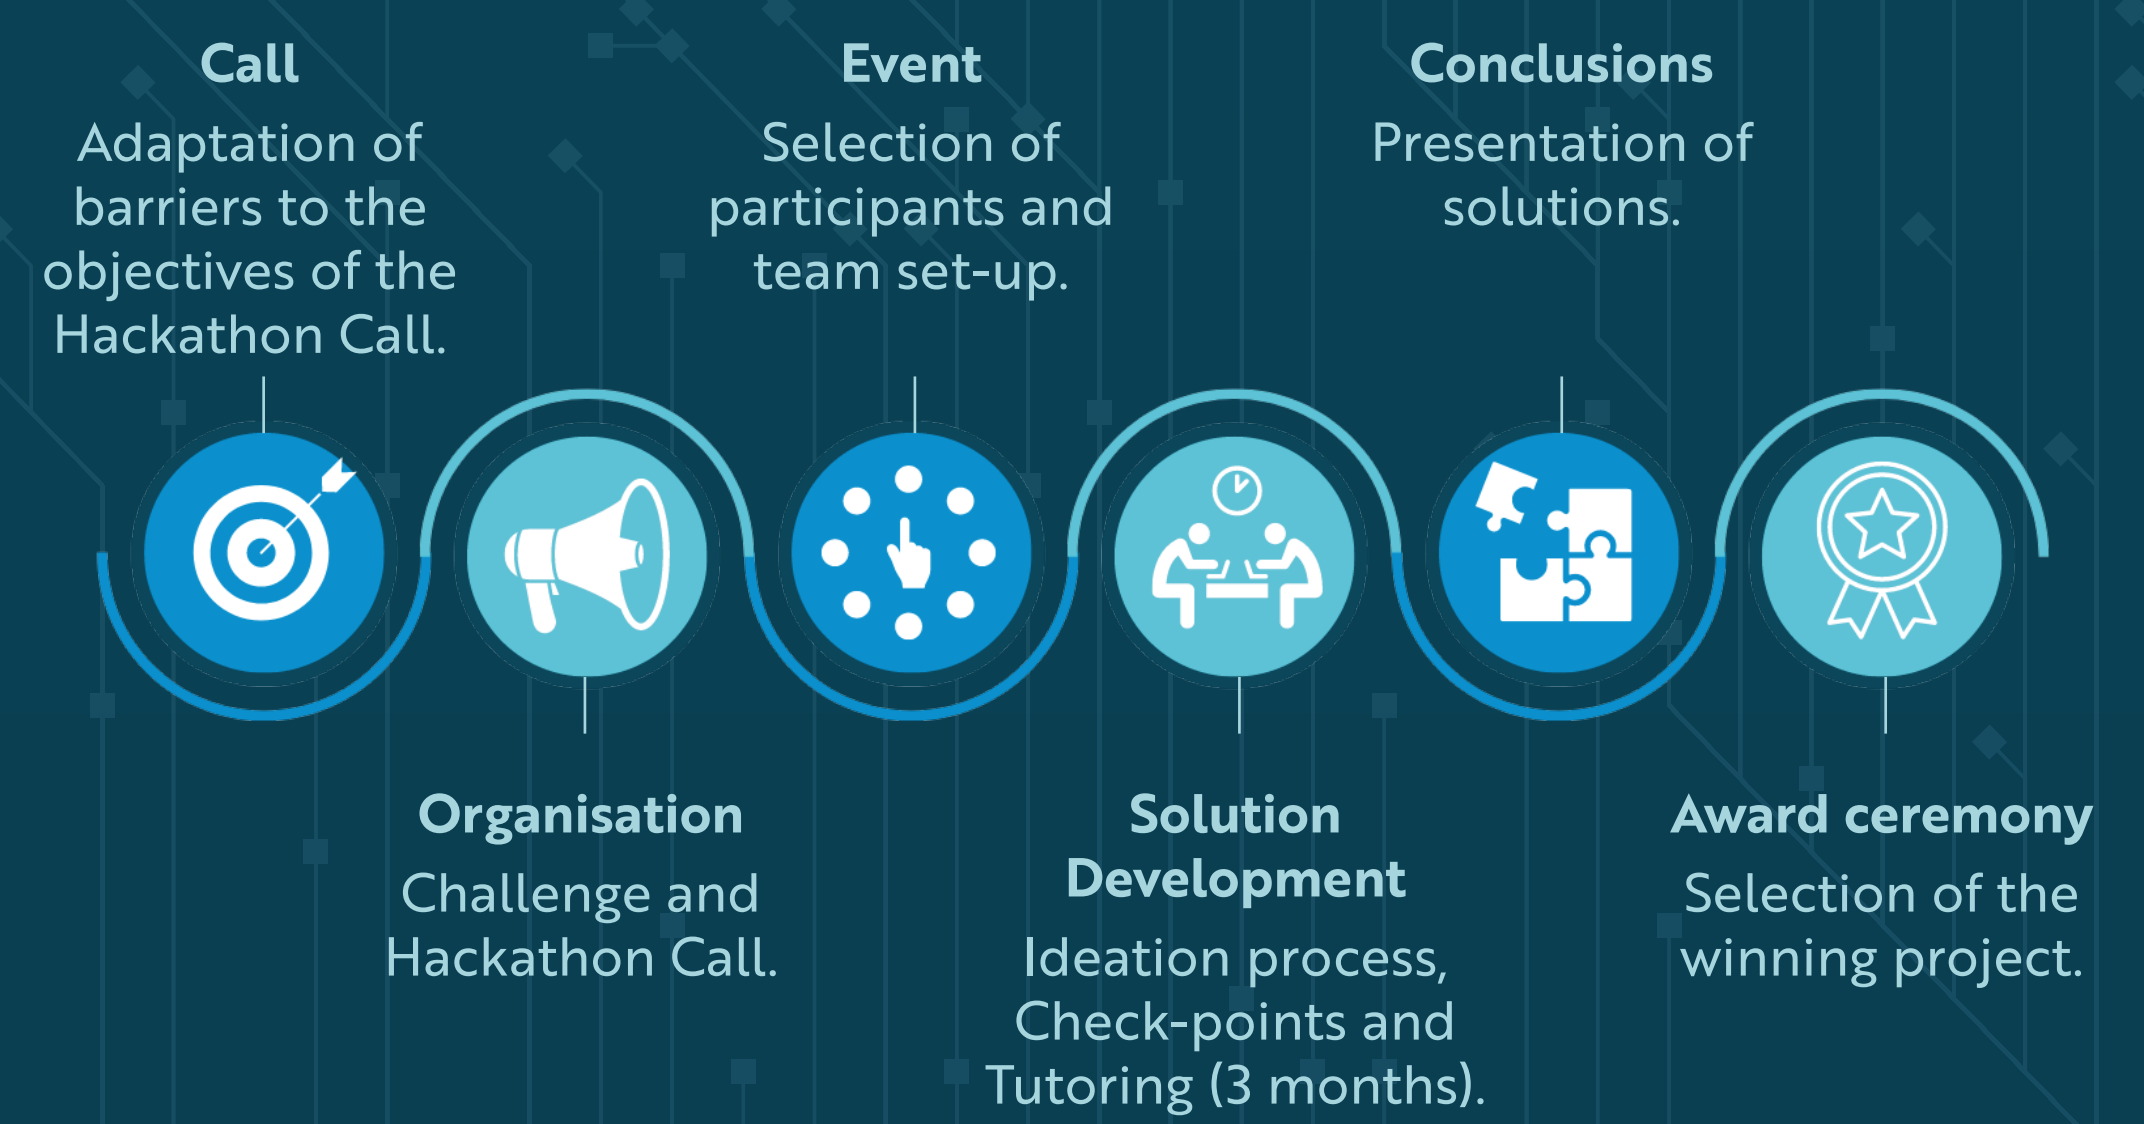 Call
Adaptation of
barriers to the
objectives of the
Hackathon Call.
Organisation
Challenge and
Hackathon Call.
Event
Selection of
participants and
team set-up.
Solution
Development
Ideation process,
Check-points and
Tutoring (3 months).
Conclusions
Presentation of
solutions.
Award ceremony
Selection of the
winning project.